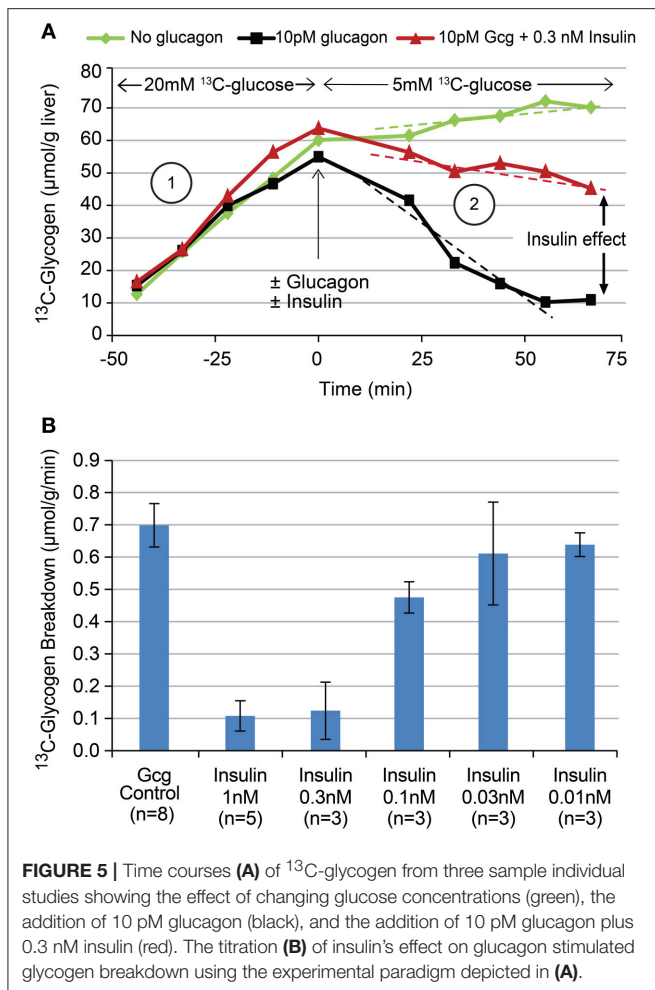 A
No glucagon 10pM glucagon 10pM Gcg + 0.3 nM Insulin
20mM ¹³C-glucose 5mM ¹³C-glucose
¹³C-Glycogen (µmol/g liver)
80
70
60
50
40
30
20
10
0
1
2
± Glucagon
± Insulin
Insulin effect
-50 -25 0 25 50 75
Time (min)
B
¹³C-Glycogen Breakdown (µmol/g/min)
0.9
0.8
0.7
0.6
0.5
0.4
0.3
0.2
0.1
0.0
Gcg Control (n=8)
Insulin 1nM (n=5)
Insulin 0.3nM (n=3)
Insulin 0.1nM (n=3)
Insulin 0.03nM (n=3)
Insulin 0.01nM (n=3)
FIGURE 5 | Time courses (A) of ¹³C-glycogen from three sample individual
studies showing the effect of changing glucose concentrations (green), the
addition of 10 pM glucagon (black), and the addition of 10 pM glucagon plus
0.3 nM insulin (red). The titration (B) of insulin's effect on glucagon stimulated
glycogen breakdown using the experimental paradigm depicted in (A).